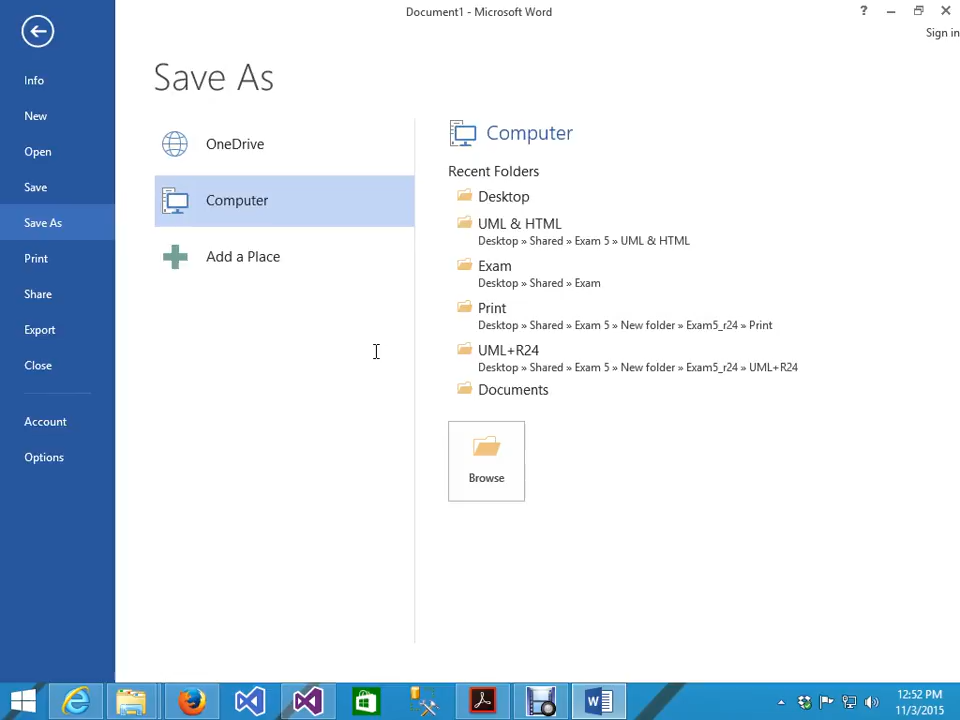 Document1 - Microsoft Word
?
Sign in
Info
New
Open
Save
Save As
Print
Share
Export
Close
Account
Options
Save As
OneDrive
Computer
Add a Place
Computer
Recent Folders
Desktop
UML & HTML
Desktop » Shared » Exam 5 » UML & HTML
Exam
Desktop » Shared » Exam
Print
Desktop » Shared » Exam 5 » New folder » Exam5_r24 » Print
UML+R24
Desktop » Shared » Exam 5 » New folder » Exam5_r24 » UML+R24
Documents
Browse
12:52 PM
11/3/2015